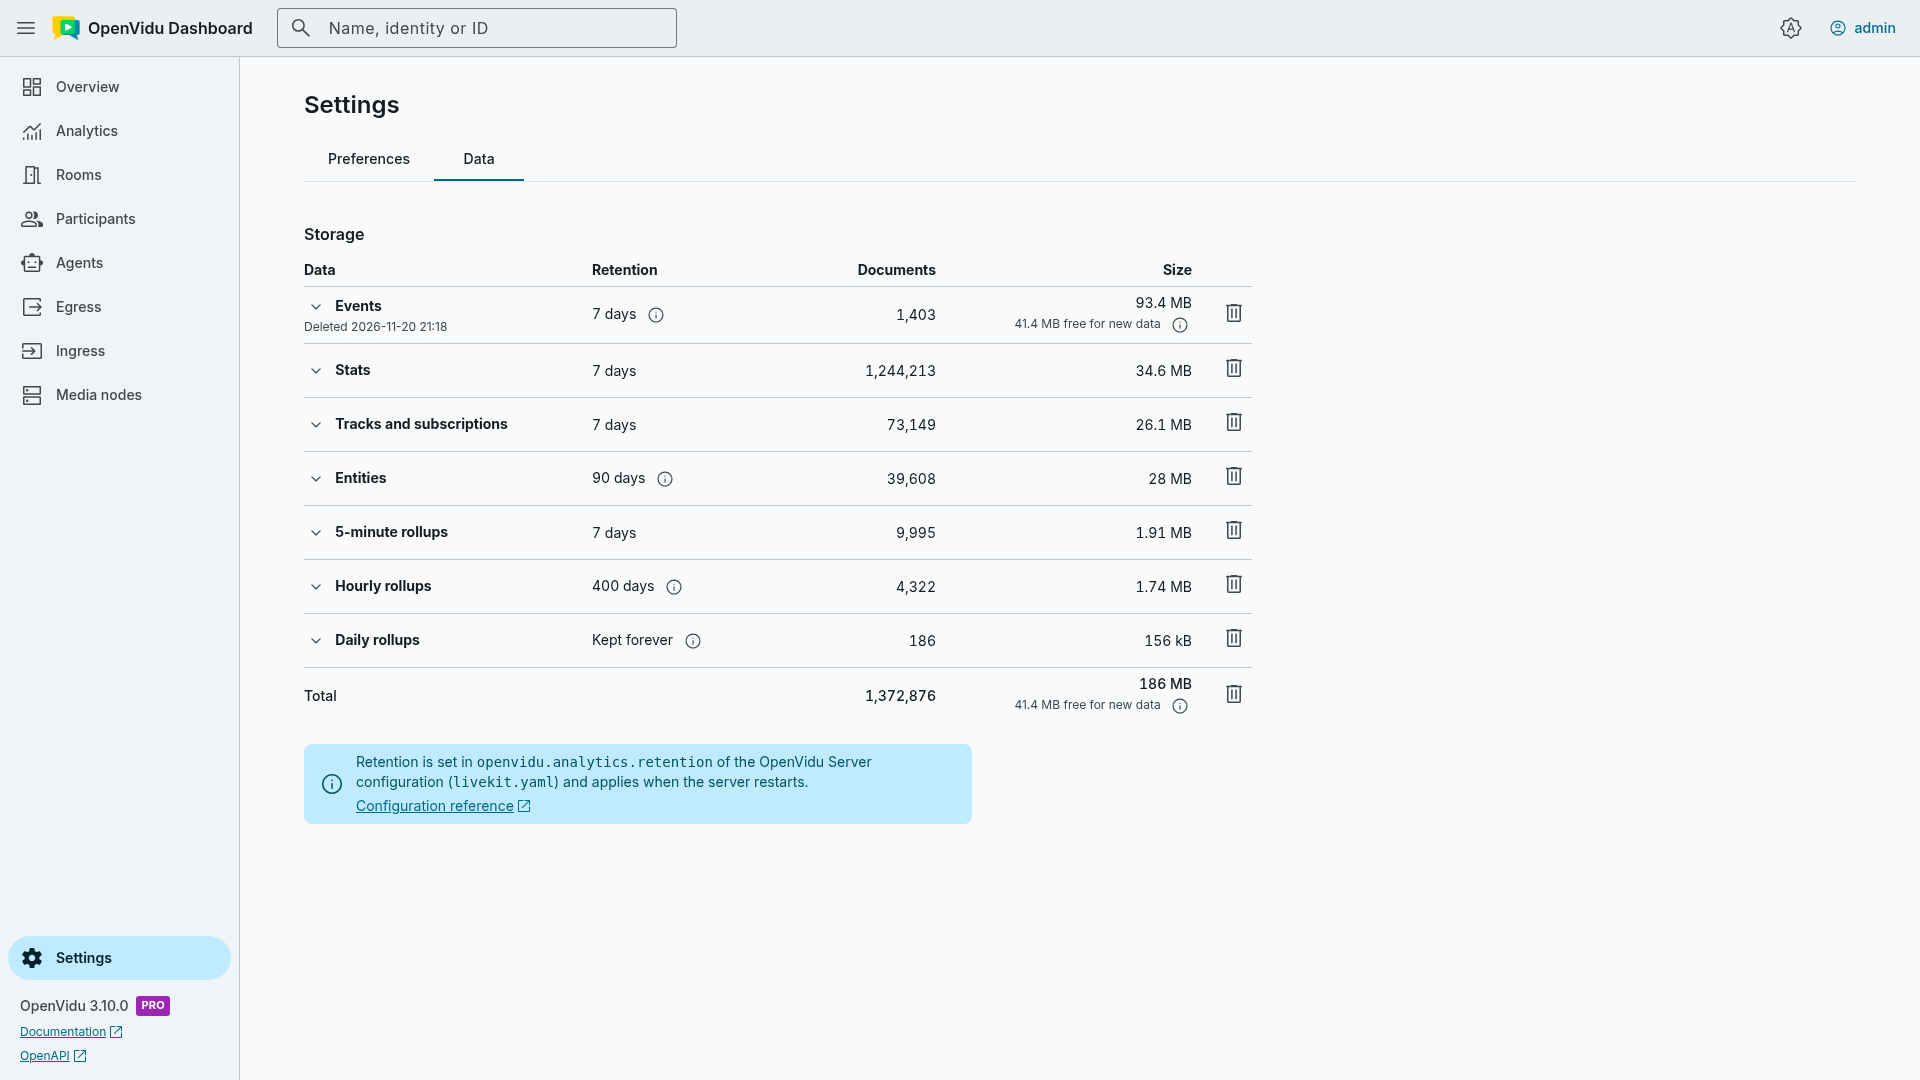 OpenVidu Dashboard
Name, identity or ID
admin
Overview
Analytics
Rooms
Participants
Agents
Egress
Ingress
Media nodes
Settings
OpenVidu 3.10.0 PRO
Documentation
OpenAPI
Settings
Preferences Data
Storage
Data Retention Documents Size
Events 7 days 1,403 93.4 MB
Deleted 2026-11-20 21:18 41.4 MB free for new data
Stats 7 days 1,244,213 34.6 MB
Tracks and subscriptions 7 days 73,149 26.1 MB
Entities 90 days 39,608 28 MB
5-minute rollups 7 days 9,995 1.91 MB
Hourly rollups 400 days 4,322 1.74 MB
Daily rollups Kept forever 186 156 kB
Total 1,372,876 186 MB
41.4 MB free for new data
Retention is set in openvidu.analytics.retention of the OpenVidu Server
configuration (livekit.yaml) and applies when the server restarts.
Configuration reference